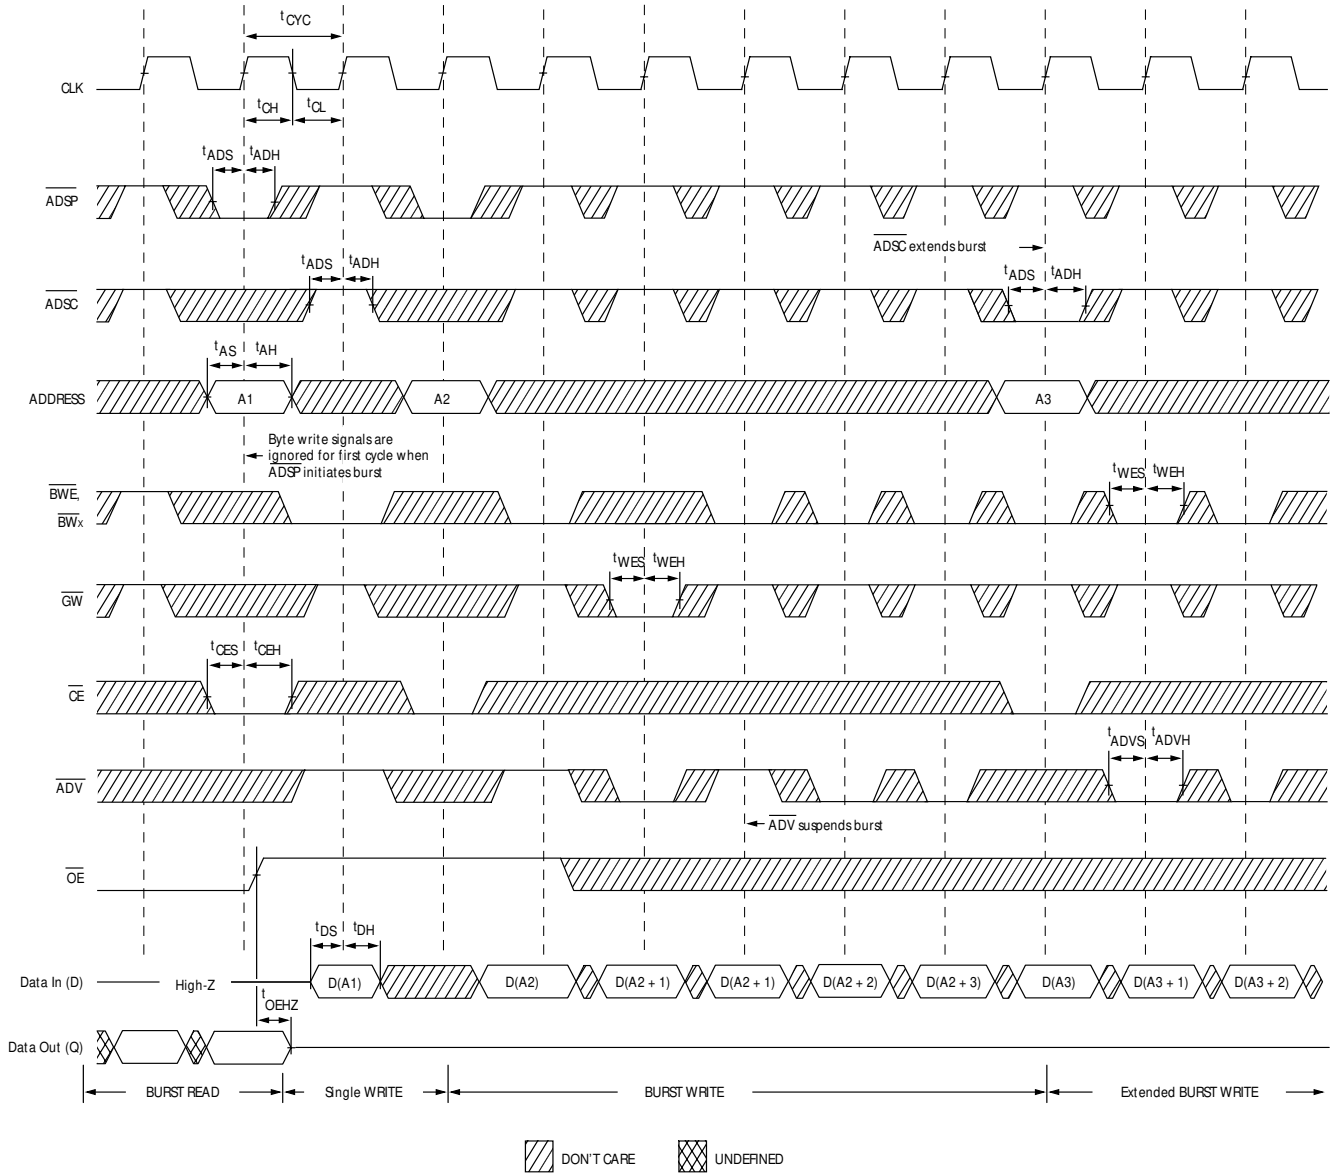 tCYC
CLK
tCH tCL
tADS tADH
ADSP
ADSC extends burst
tADS tADH tADS tADH
ADSC
tAS tAH
ADDRESS A1 A2 A3
Byte write signals are
ignored for first cycle when
ADSP initiates burst
tWES tWEH
BWE,
BWx
tWES tWEH
GW
tCES tCEH
CE
tADVS tADVH
ADV
ADV suspends burst
OE
tDS tDH
Data In (D) High-Z D(A1) D(A2) D(A2 + 1) D(A2 + 1) D(A2 + 2) D(A2 + 3) D(A3) D(A3 + 1) D(A3 + 2)
tOEHZ
Data Out (Q)
BURST READ Single WRITE BURST WRITE Extended BURST WRITE
DON'T CARE UNDEFINED